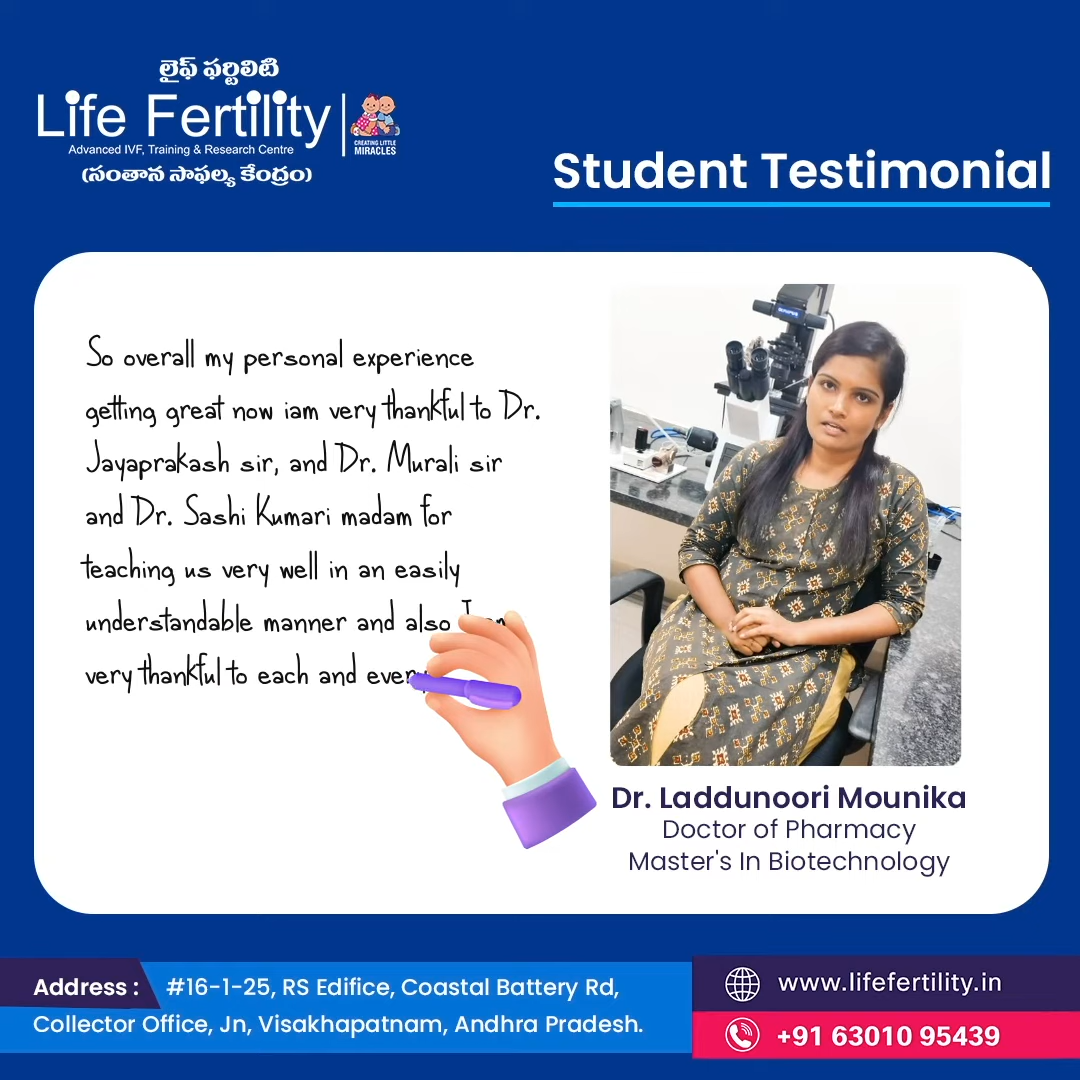 లైఫ్ ఫర్టిలిటి
Life Fertility
Advanced IVF, Training & Research Centre
(సంతాన సాఫల్య కేంద్రం)
CREATING LITTLE
MIRACLES
Student Testimonial
So overall my personal experience
getting great now iam very thankful to Dr.
Jayaprakash sir, and Dr. Murali sir
and Dr. Sashi Kumari madam for
teaching us very well in an easily
understandable manner and also I
very thankful to each and
OLYMPUS
Dr. Laddunoori Mounika
Doctor of Pharmacy
Master's In Biotechnology
Address : #16-1-25, RS Edifice, Coastal Battery Rd,
Collector Office, Jn, Visakhapatnam, Andhra Pradesh.
www.lifefertility.in
+91 63010 95439